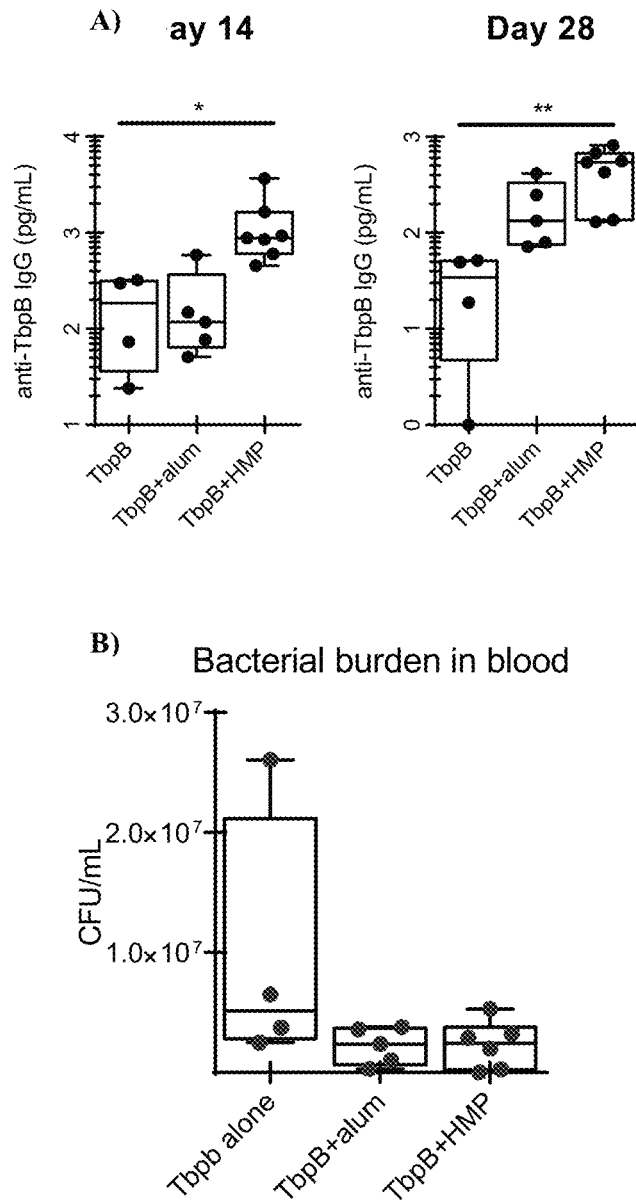 A) ay 14 Day 28
* **
anti-TbpB IgG (pg/mL)
4
3
2
1
TbpB
TbpB+alum
TbpB+HMP
anti-TbpB IgG (pg/mL)
3
2
1
0
TbpB
TbpB+alum
TbpB+HMP
B) Bacterial burden in blood
CFU/mL
3.0×10⁷
2.0×10⁷
1.0×10⁷
Tbpb alone
TbpB+alum
TbpB+HMP